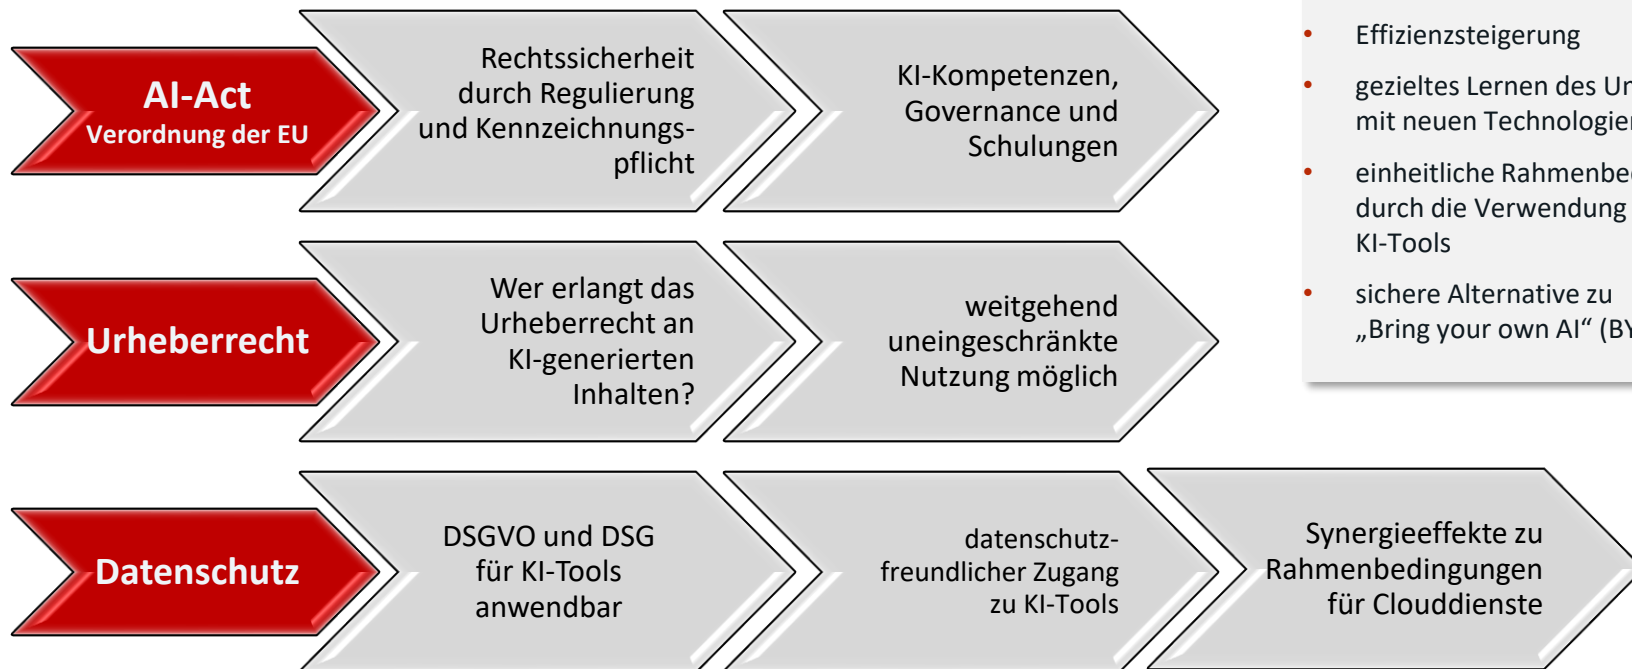 AI-Act
Verordnung der EU
Rechtssicherheit
durch Regulierung
und Kennzeichnungs-
pflicht
KI-Kompetenzen,
Governance und
Schulungen
Urheberrecht
Wer erlangt das
Urheberrecht an
KI-generierten
Inhalten?
weitgehend
uneingeschränkte
Nutzung möglich
Datenschutz
DSGVO und DSG
für KI-Tools
anwendbar
datenschutz-
freundlicher Zugang
zu KI-Tools
Synergieeffekte zu
Rahmenbedingungen
für Clouddienste
• Effizienzsteigerung
• gezieltes Lernen des
mit neuen
• einheitliche
durch die Verwendung
KI-Tools
• sichere Alternative zu
„Bring your own AI“